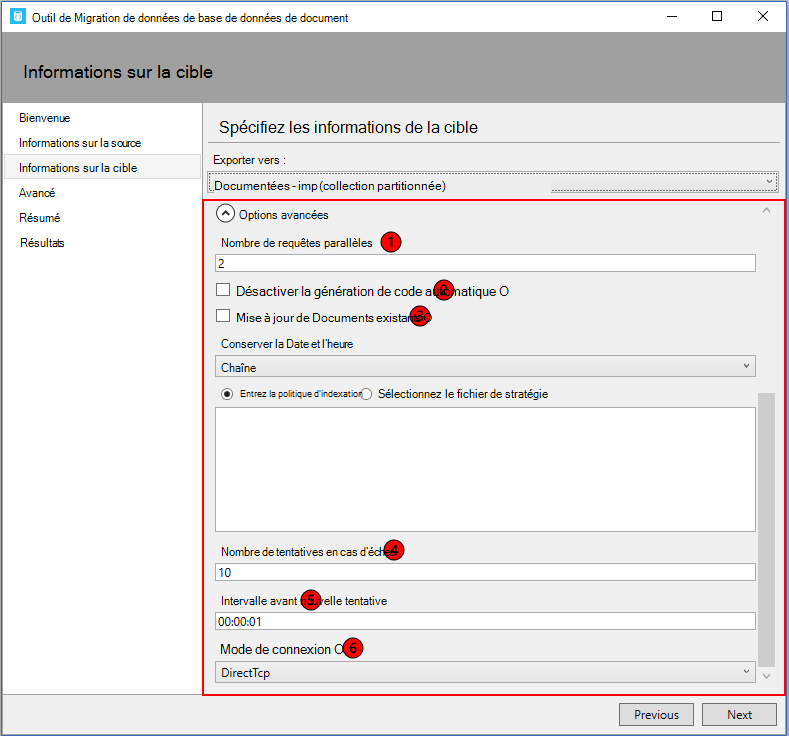 Outil de Migration de données de base de données de document
Informations sur la cible
Bienvenue
Informations sur la source
Informations sur la cible
Avancé
Résumé
Résultats
Spécifiez les informations de la cible
Exporter vers :
Documentées - imp (collection partitionnée)
Options avancées
Nombre de requêtes parallèles 1
2
Désactiver la génération de code automatique O 2
Mise à jour de Documents existants O 3
Conserver la Date et l'heure
Chaîne
Entrez la politique d'indexation Sélectionnez le fichier de stratégie
Nombre de tentatives en cas d'échec 4
10
Intervalle avant nouvelle tentative 5
00:00:01
Mode de connexion O 6
DirectTcp
Previous Next